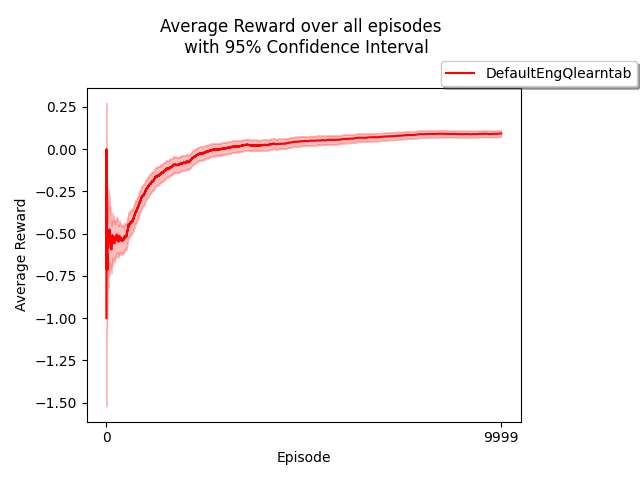 Average Reward over all episodes
with 95% Confidence Interval
DefaultEngQlearntab
0.25
0.00
−0.25
−0.50
−0.75
−1.00
−1.25
−1.50
Average Reward
0
9999
Episode